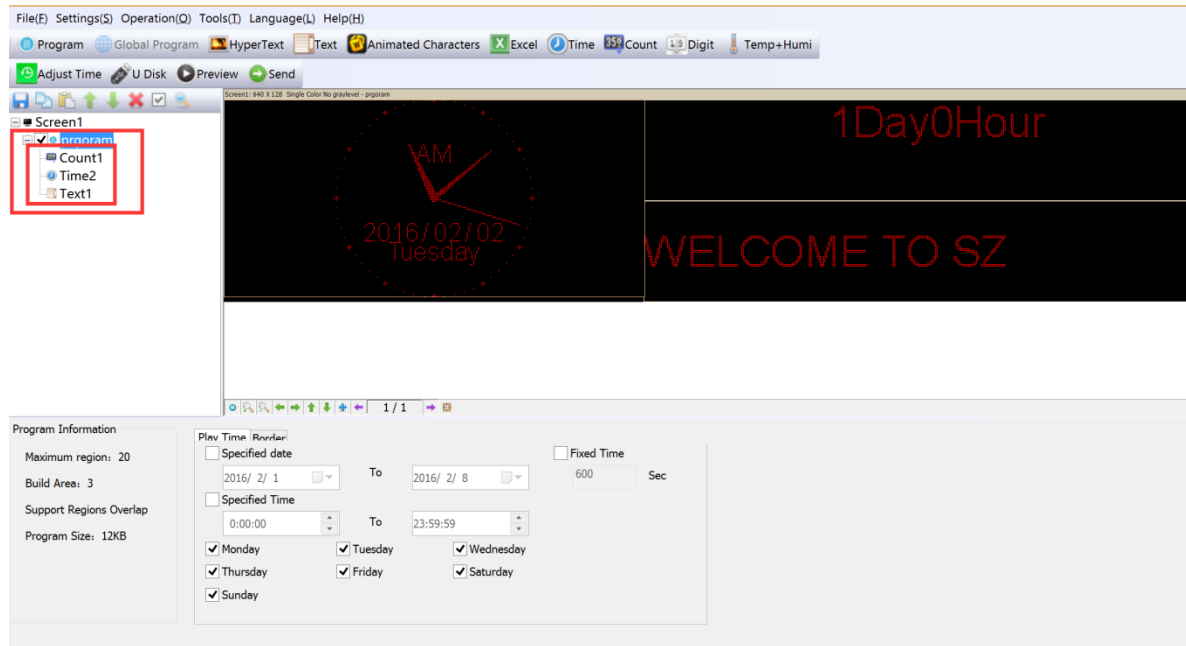 File(F) Settings(S) Operation(O) Tools(T) Language(L) Help(H)
Program Global Program HyperText Text Animated Characters Excel Time Count Digit Temp+Humi
Adjust Time U Disk Preview Send
Screen1: 640 X 128 Single Color No graylevel - prgoram
Screen1
prgoram
Count1
Time2
Text1
AM
2016/02/02
Tuesday
1Day0Hour
WELCOME TO SZ
1 / 1
Program Information
Maximum region: 20
Build Area: 3
Support Regions Overlap
Program Size: 12KB
Play Time Border
Specified date
2016/ 2/ 1 To 2016/ 2/ 8
Fixed Time
600 Sec
Specified Time
0:00:00 To 23:59:59
Monday Tuesday Wednesday
Thursday Friday Saturday
Sunday